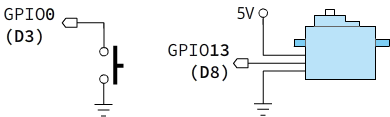 GPIO0
(D3)
5V
GPIO13
(D8)